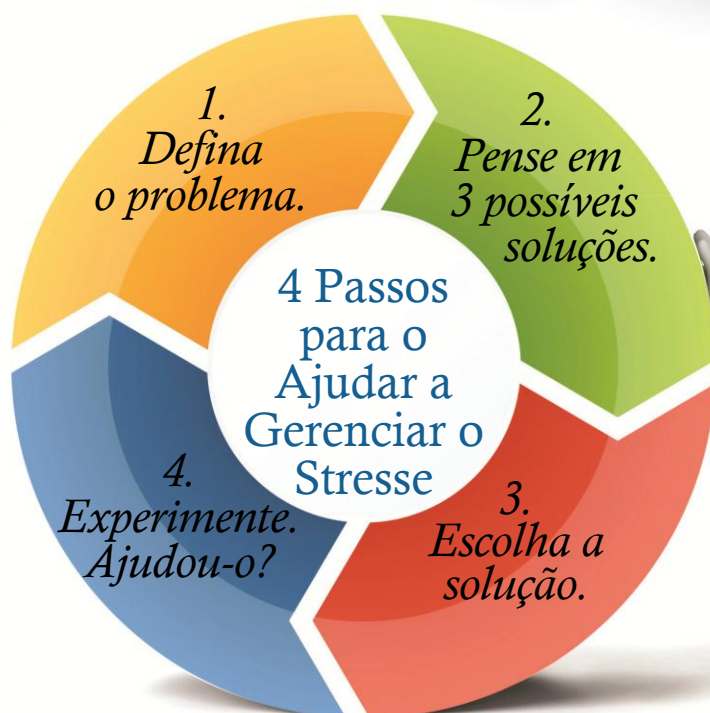 4 Passos
para o
Ajudar a
Gerenciar o
Stresse
1.
Defina
o problema.
2.
Pense em
3 possíveis
soluções.
3.
Escolha a
solução.
4.
Experimente.
Ajudou-o?